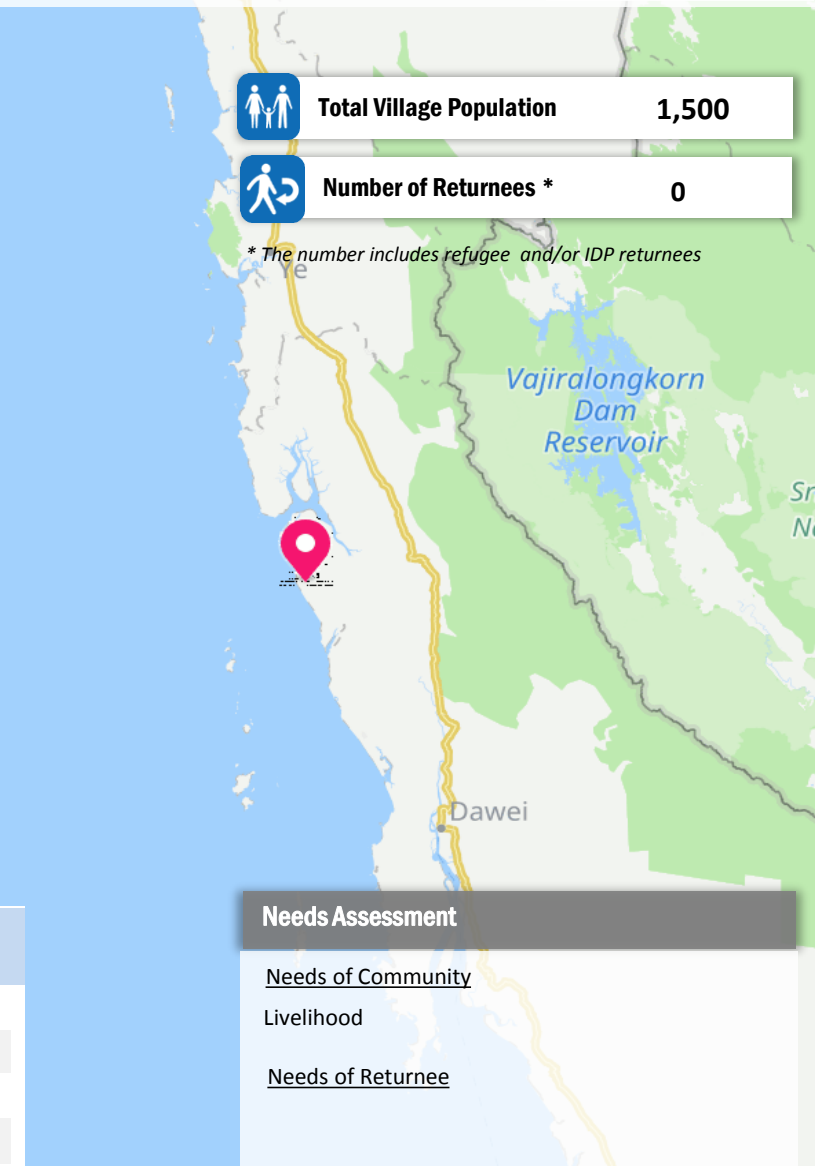 Total Village Population 1,500
Number of Returnees * 0
* The number includes refugee and/or IDP returnees
Ye
Vajiralongkorn
Dam
Reservoir
Sr
Dawei
Needs Assessment
Needs of Community
Livelihood
Needs of Returnee